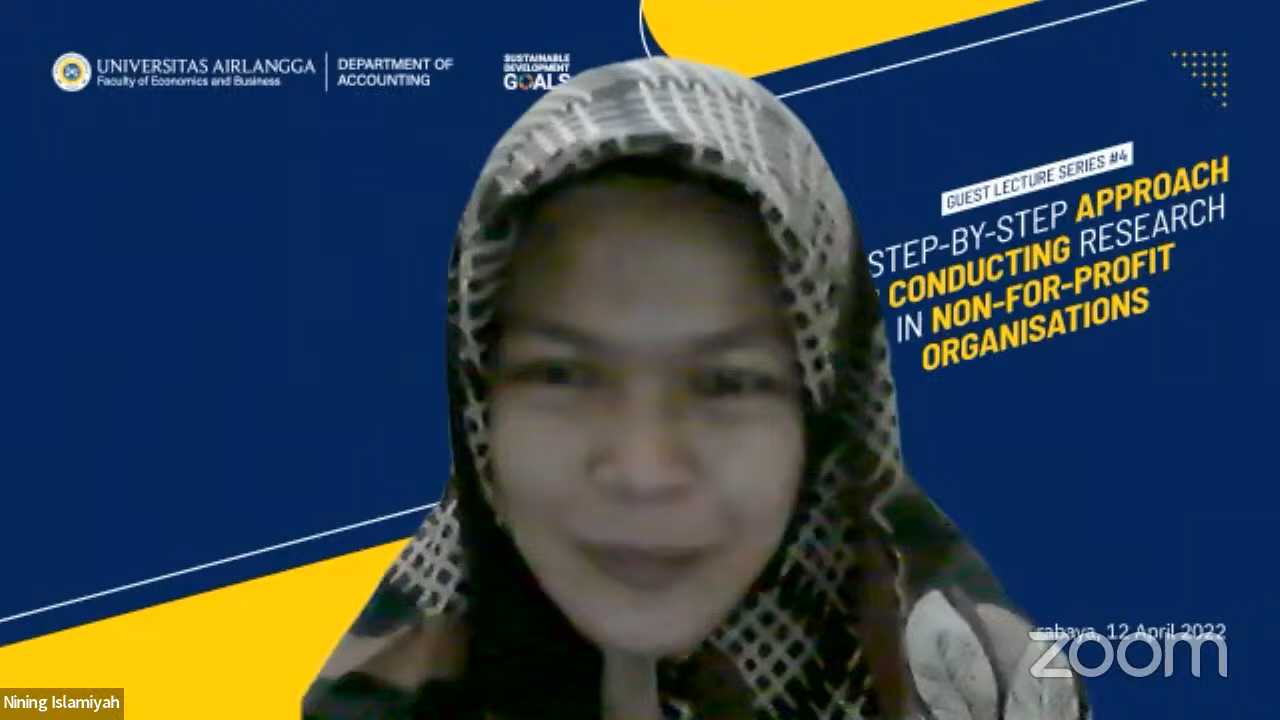 UNIVERSITAS AIRLANGGA
Faculty of Economics and Business
DEPARTMENT OF
ACCOUNTING
SUSTAINABLE
DEVELOPMENT
GOALS
GUEST LECTURE SERIES #4
STEP-BY-STEP APPROACH
CONDUCTING RESEARCH
IN NON-FOR-PROFIT
ORGANISATIONS
rabaya, 12 April 2022
zoom
Nining Islamiyah